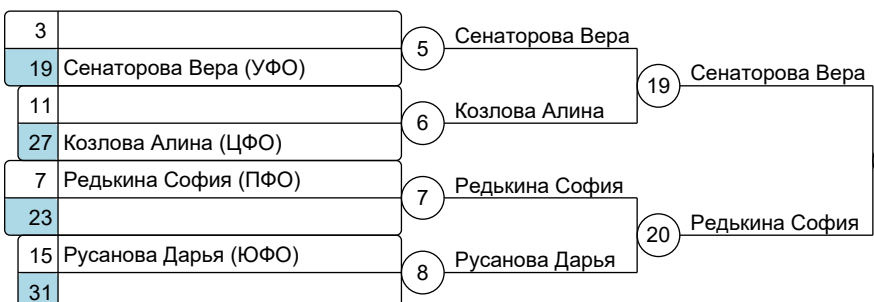 3
5 Сенаторова Вера
19 Сенаторова Вера (УФО)
19 Сенаторова Вера
11
6 Козлова Алина
27 Козлова Алина (ЦФО)
7 Редькина София (ПФО)
7 Редькина София
23
20 Редькина София
15 Русанова Дарья (ЮФО)
8 Русанова Дарья
31